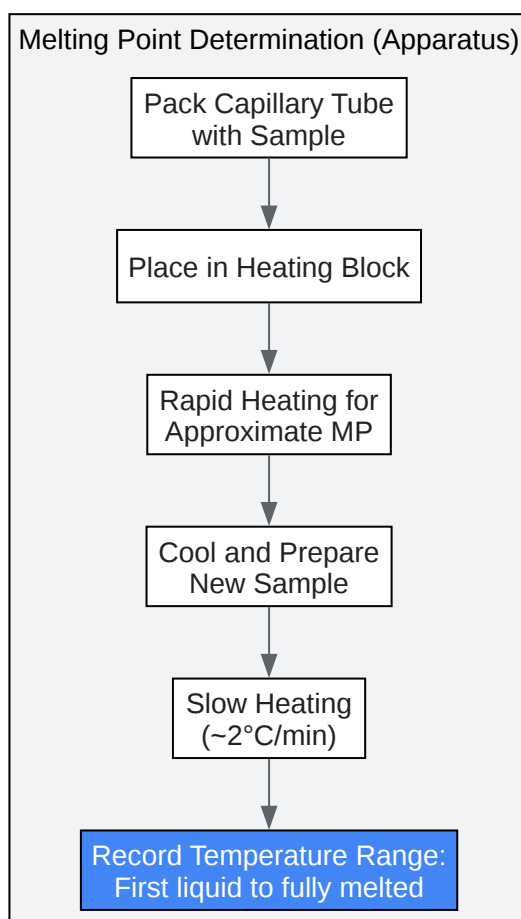 Melting Point Determination (Apparatus)
Pack Capillary Tube
with Sample
Place in Heating Block
Rapid Heating for
Approximate MP
Cool and Prepare
New Sample
Slow Heating
(~2°C/min)
Record Temperature Range:
First liquid to fully melted